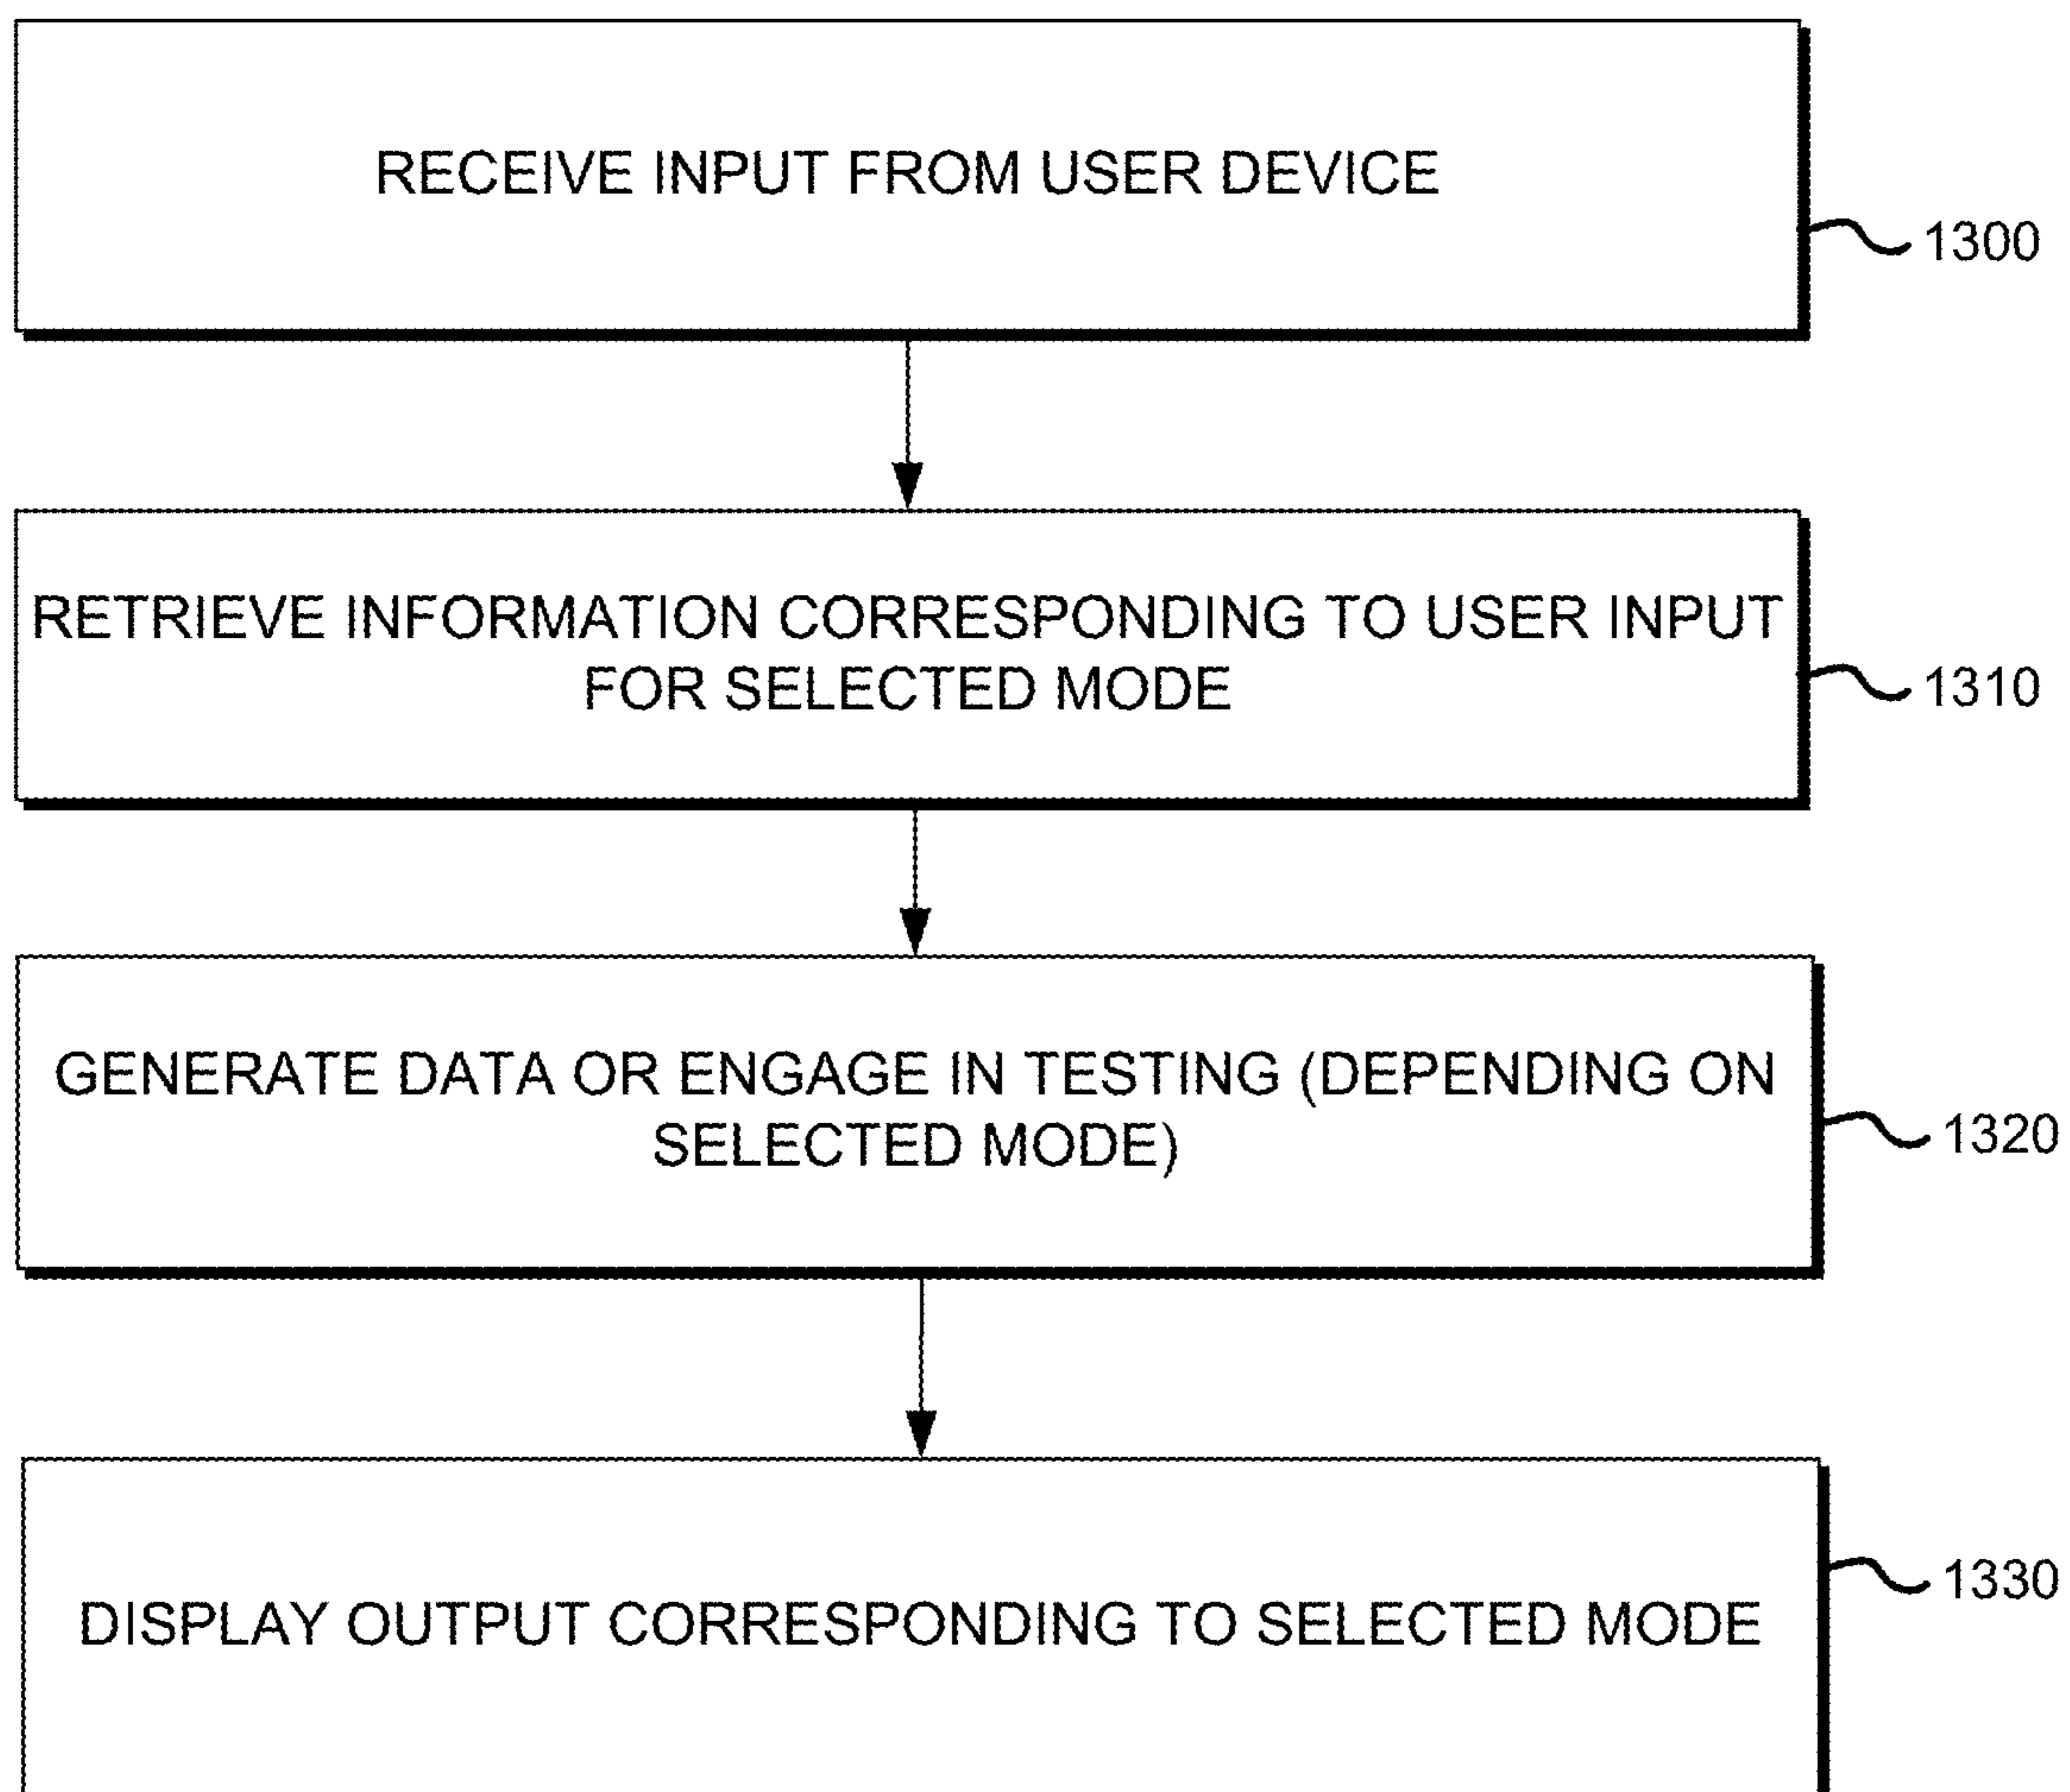 RECEIVE INPUT FROM USER DEVICE
1300
RETRIEVE INFORMATION CORRESPONDING TO USER INPUT
FOR SELECTED MODE
1310
GENERATE DATA OR ENGAGE IN TESTING (DEPENDING ON
SELECTED MODE)
1320
DISPLAY OUTPUT CORRESPONDING TO SELECTED MODE
1330